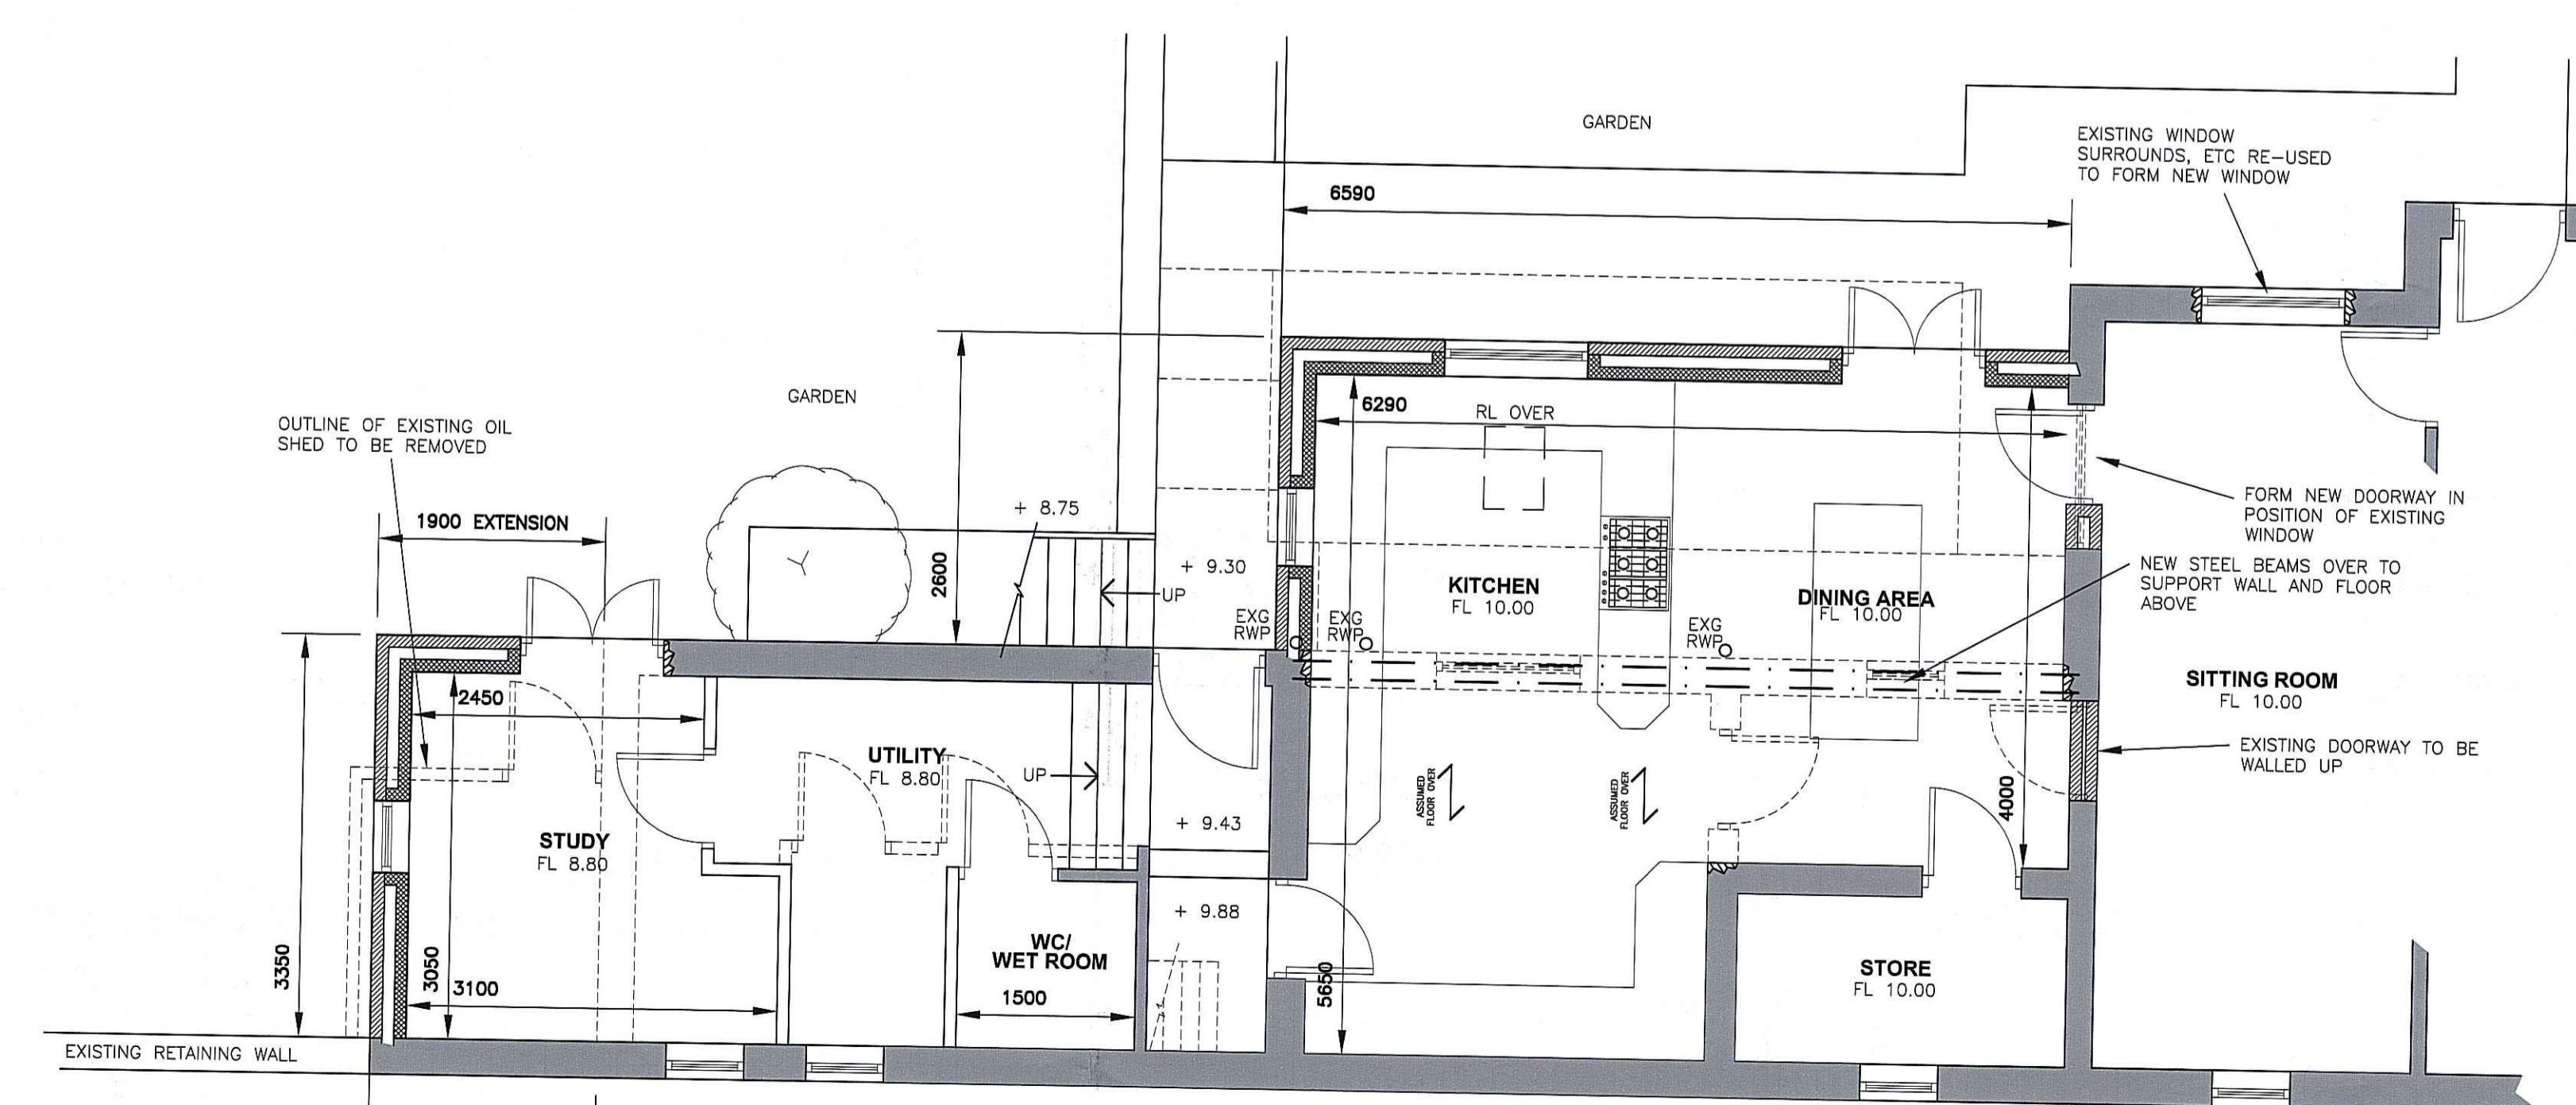 GARDEN
EXISTING WINDOW
SURROUNDS, ETC RE-USED
TO FORM NEW WINDOW
6590
GARDEN
OUTLINE OF EXISTING OIL
SHED TO BE REMOVED
6290
RL OVER
1900 EXTENSION
+ 8.75
2600
+ 9.30
UP
FORM NEW DOORWAY IN
POSITION OF EXISTING
WINDOW
KITCHEN
FL 10.00
DINING AREA
FL 10.00
NEW STEEL BEAMS OVER TO
SUPPORT WALL AND FLOOR
ABOVE
EXG
RWP
EXG
RWP
EXG
RWP
SITTING ROOM
FL 10.00
2450
UTILITY
FL 8.80
UP
EXISTING DOORWAY TO BE
WALLED UP
ASSUMED
FLOOR OVER
ASSUMED
FLOOR OVER
4000
STUDY
FL 8.80
+ 9.43
+ 9.88
WC/
WET ROOM
3350
3050
3100
1500
5650
STORE
FL 10.00
EXISTING RETAINING WALL